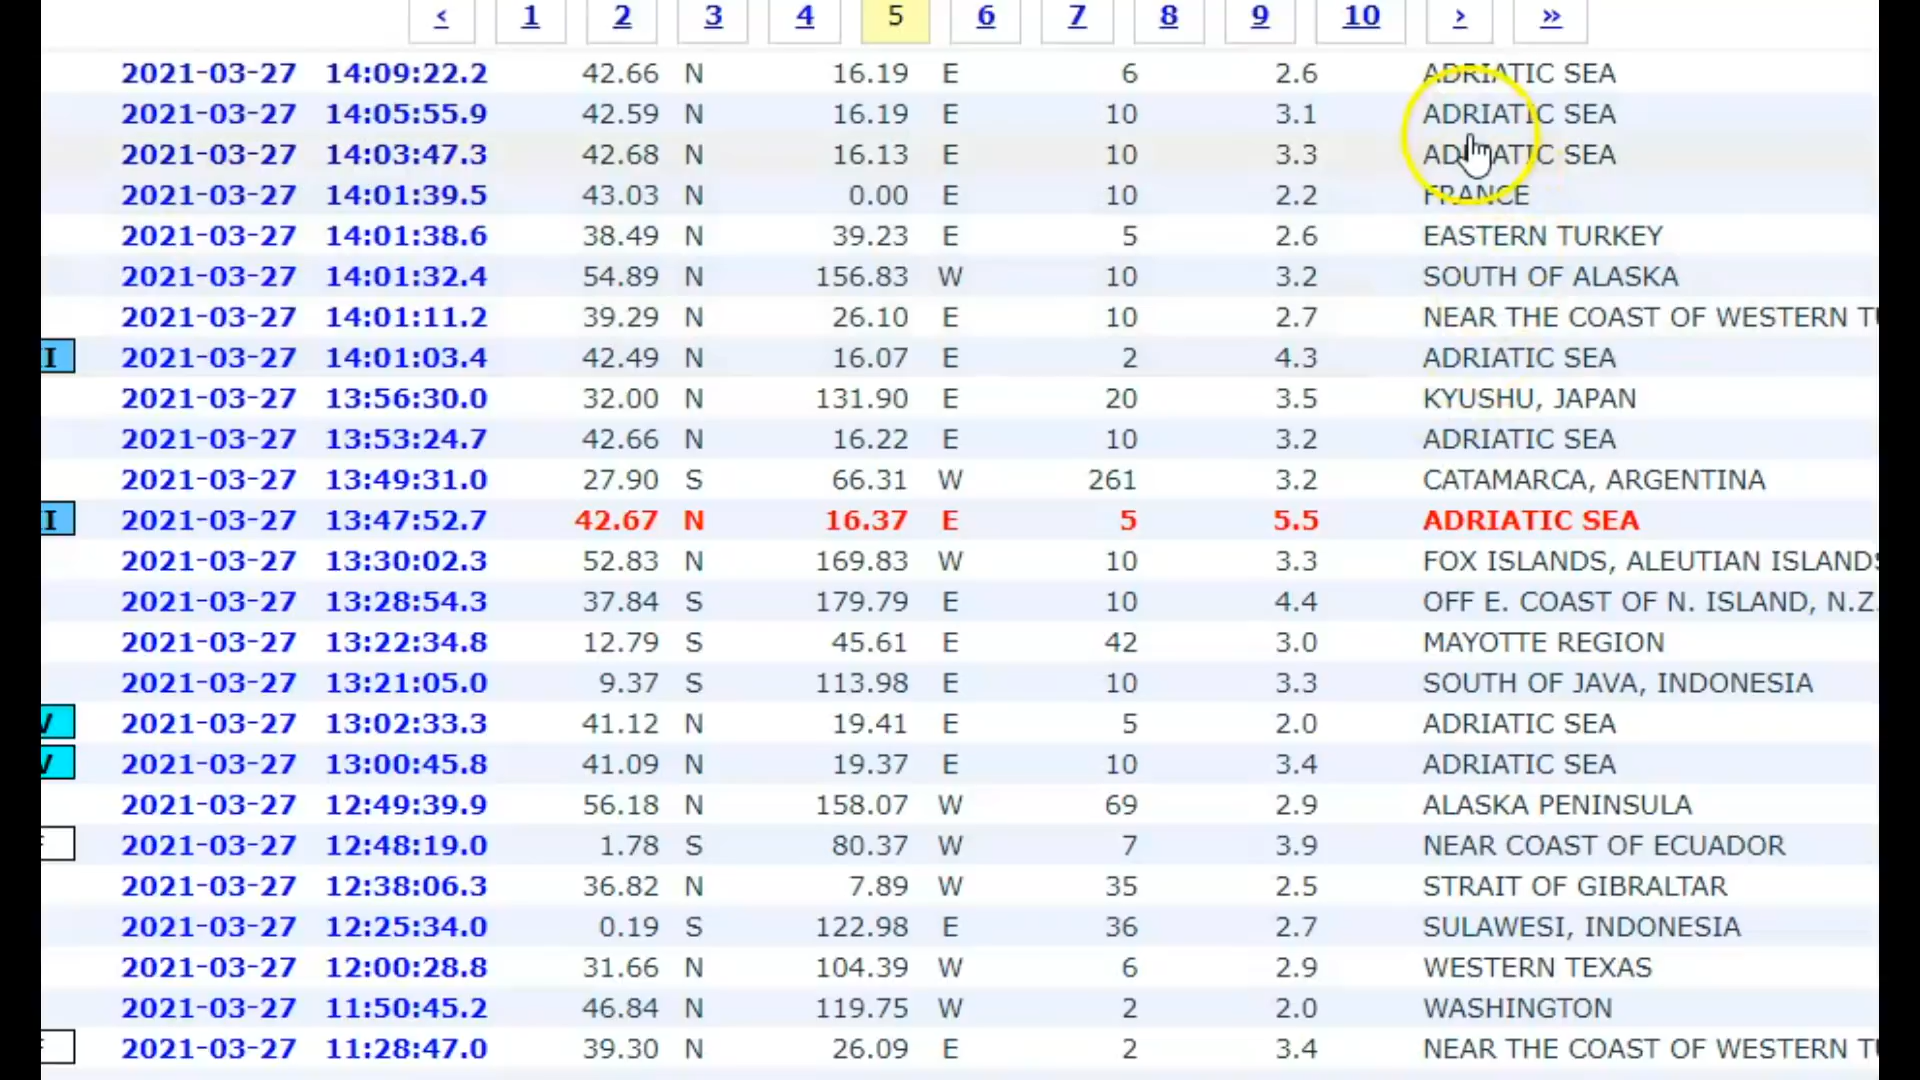 ‹ 1 2 3 4 5 6 7 8 9 10 › »
2021-03-27 14:09:22.2 42.66 N 16.19 E 6 2.6 ADRIATIC SEA
2021-03-27 14:05:55.9 42.59 N 16.19 E 10 3.1 ADRIATIC SEA
2021-03-27 14:03:47.3 42.68 N 16.13 E 10 3.3 ADRIATIC SEA
2021-03-27 14:01:39.5 43.03 N 0.00 E 10 2.2 FRANCE
2021-03-27 14:01:38.6 38.49 N 39.23 E 5 2.6 EASTERN TURKEY
2021-03-27 14:01:32.4 54.89 N 156.83 W 10 3.2 SOUTH OF ALASKA
2021-03-27 14:01:11.2 39.29 N 26.10 E 10 2.7 NEAR THE COAST OF WESTERN
I 2021-03-27 14:01:03.4 42.49 N 16.07 E 2 4.3 ADRIATIC SEA
2021-03-27 13:56:30.0 32.00 N 131.90 E 20 3.5 KYUSHU, JAPAN
2021-03-27 13:53:24.7 42.66 N 16.22 E 10 3.2 ADRIATIC SEA
2021-03-27 13:49:31.0 27.90 S 66.31 W 261 3.2 CATAMARCA, ARGENTINA
I 2021-03-27 13:47:52.7 42.67 N 16.37 E 5 5.5 ADRIATIC SEA
2021-03-27 13:30:02.3 52.83 N 169.83 W 10 3.3 FOX ISLANDS, ALEUTIAN ISLANDS
2021-03-27 13:28:54.3 37.84 S 179.79 E 10 4.4 OFF E. COAST OF N. ISLAND, N.Z.
2021-03-27 13:22:34.8 12.79 S 45.61 E 42 3.0 MAYOTTE REGION
2021-03-27 13:21:05.0 9.37 S 113.98 E 10 3.3 SOUTH OF JAVA, INDONESIA
V 2021-03-27 13:02:33.3 41.12 N 19.41 E 5 2.0 ADRIATIC SEA
V 2021-03-27 13:00:45.8 41.09 N 19.37 E 10 3.4 ADRIATIC SEA
2021-03-27 12:49:39.9 56.18 N 158.07 W 69 2.9 ALASKA PENINSULA
2021-03-27 12:48:19.0 1.78 S 80.37 W 7 3.9 NEAR COAST OF ECUADOR
2021-03-27 12:38:06.3 36.82 N 7.89 W 35 2.5 STRAIT OF GIBRALTAR
2021-03-27 12:25:34.0 0.19 S 122.98 E 36 2.7 SULAWESI, INDONESIA
2021-03-27 12:00:28.8 31.66 N 104.39 W 6 2.9 WESTERN TEXAS
2021-03-27 11:50:45.2 46.84 N 119.75 W 2 2.0 WASHINGTON
2021-03-27 11:28:47.0 39.30 N 26.09 E 2 3.4 NEAR THE COAST OF WESTERN